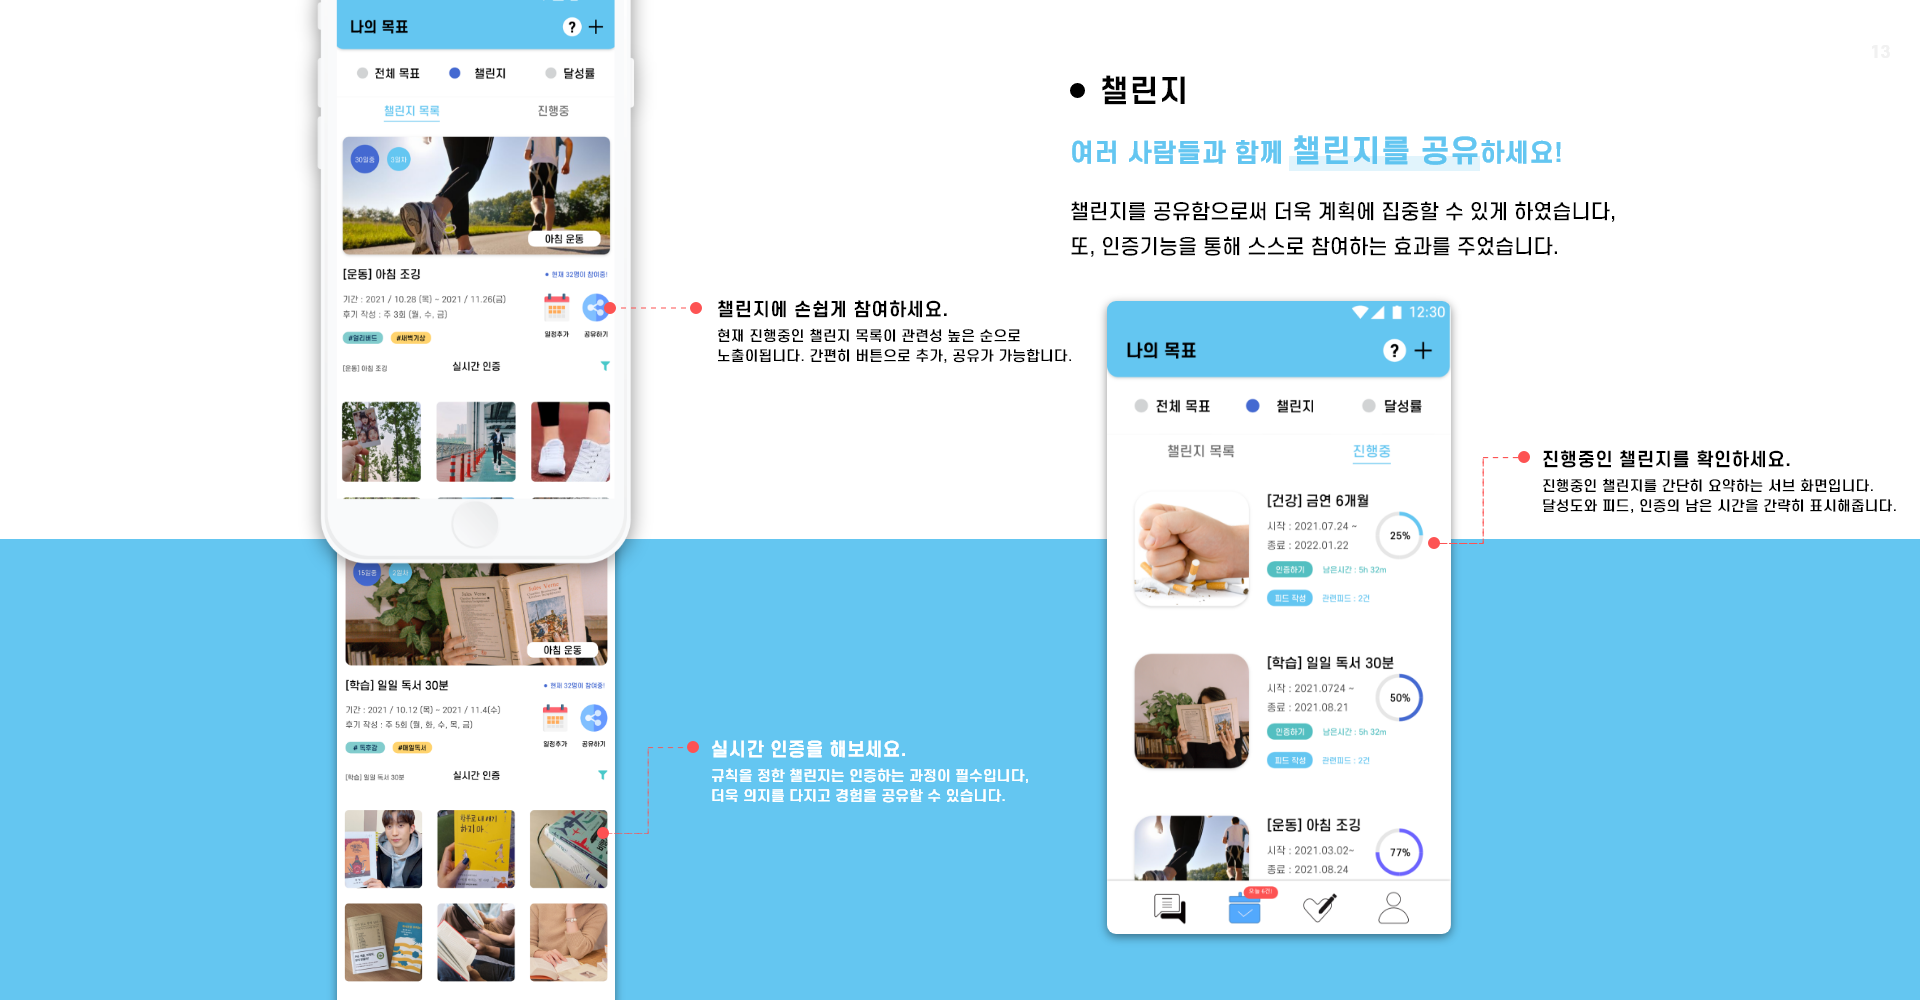 13
나의 목표
?
전체 목표
챌린지
달성률
챌린지 목록
진행중
30일중
3일차
아침 운동
[운동] 아침 조깅
• 현재 32명이 참여중!
기간 : 2021 / 10.28 (목) ~ 2021 / 11.26(금)
후기 작성 : 주 3회 (월, 수, 금)
일정추가
공유하기
#얼리버드
#새벽기상
[운동] 아침 조깅
실시간 인증
15일중
2일차
Jules Verne
아침 운동
[학습] 일일 독서 30분
• 현재 32명이 참여중!
기간 : 2021 / 10.12 (목) ~ 2021 / 11.4(수)
후기 작성 : 주 5회 (월, 화, 수, 목, 금)
일정추가
공유하기
# 독후감
#매일독서
[학습] 일일 독서 30분
실시간 인증
하지 마
챌린지에 손쉽게 참여하세요.
현재 진행중인 챌린지 목록이 관련성 높은 순으로
노출이됩니다. 간편히 버튼으로 추가, 공유가 가능합니다.
실시간 인증을 해보세요.
규칙을 정한 챌린지는 인증하는 과정이 필수입니다,
더욱 의지를 다지고 경험을 공유할 수 있습니다.
● 챌린지
여러 사람들과 함께 챌린지를 공유하세요!
챌린지를 공유함으로써 더욱 계획에 집중할 수 있게 하였습니다,
또, 인증기능을 통해 스스로 참여하는 효과를 주었습니다.
12:30
나의 목표
?
전체 목표
챌린지
달성률
챌린지 목록
진행중
[건강] 금연 6개월
시작 : 2021.07.24 ~
종료 : 2022.01.22
25%
인증하기
남은시간 : 5h 32m
피드 작성
관련피드 : 2건
[학습] 일일 독서 30분
시작 : 2021.0724 ~
종료 : 2021.08.21
50%
인증하기
남은시간 : 5h 32m
피드 작성
관련피드 : 2건
[운동] 아침 조깅
시작 : 2021.03.02~
종료 : 2021.08.24
77%
오늘 6건!
진행중인 챌린지를 확인하세요.
진행중인 챌린지를 간단히 요약하는 서브 화면입니다.
달성도와 피드, 인증의 남은 시간을 간략히 표시해줍니다.